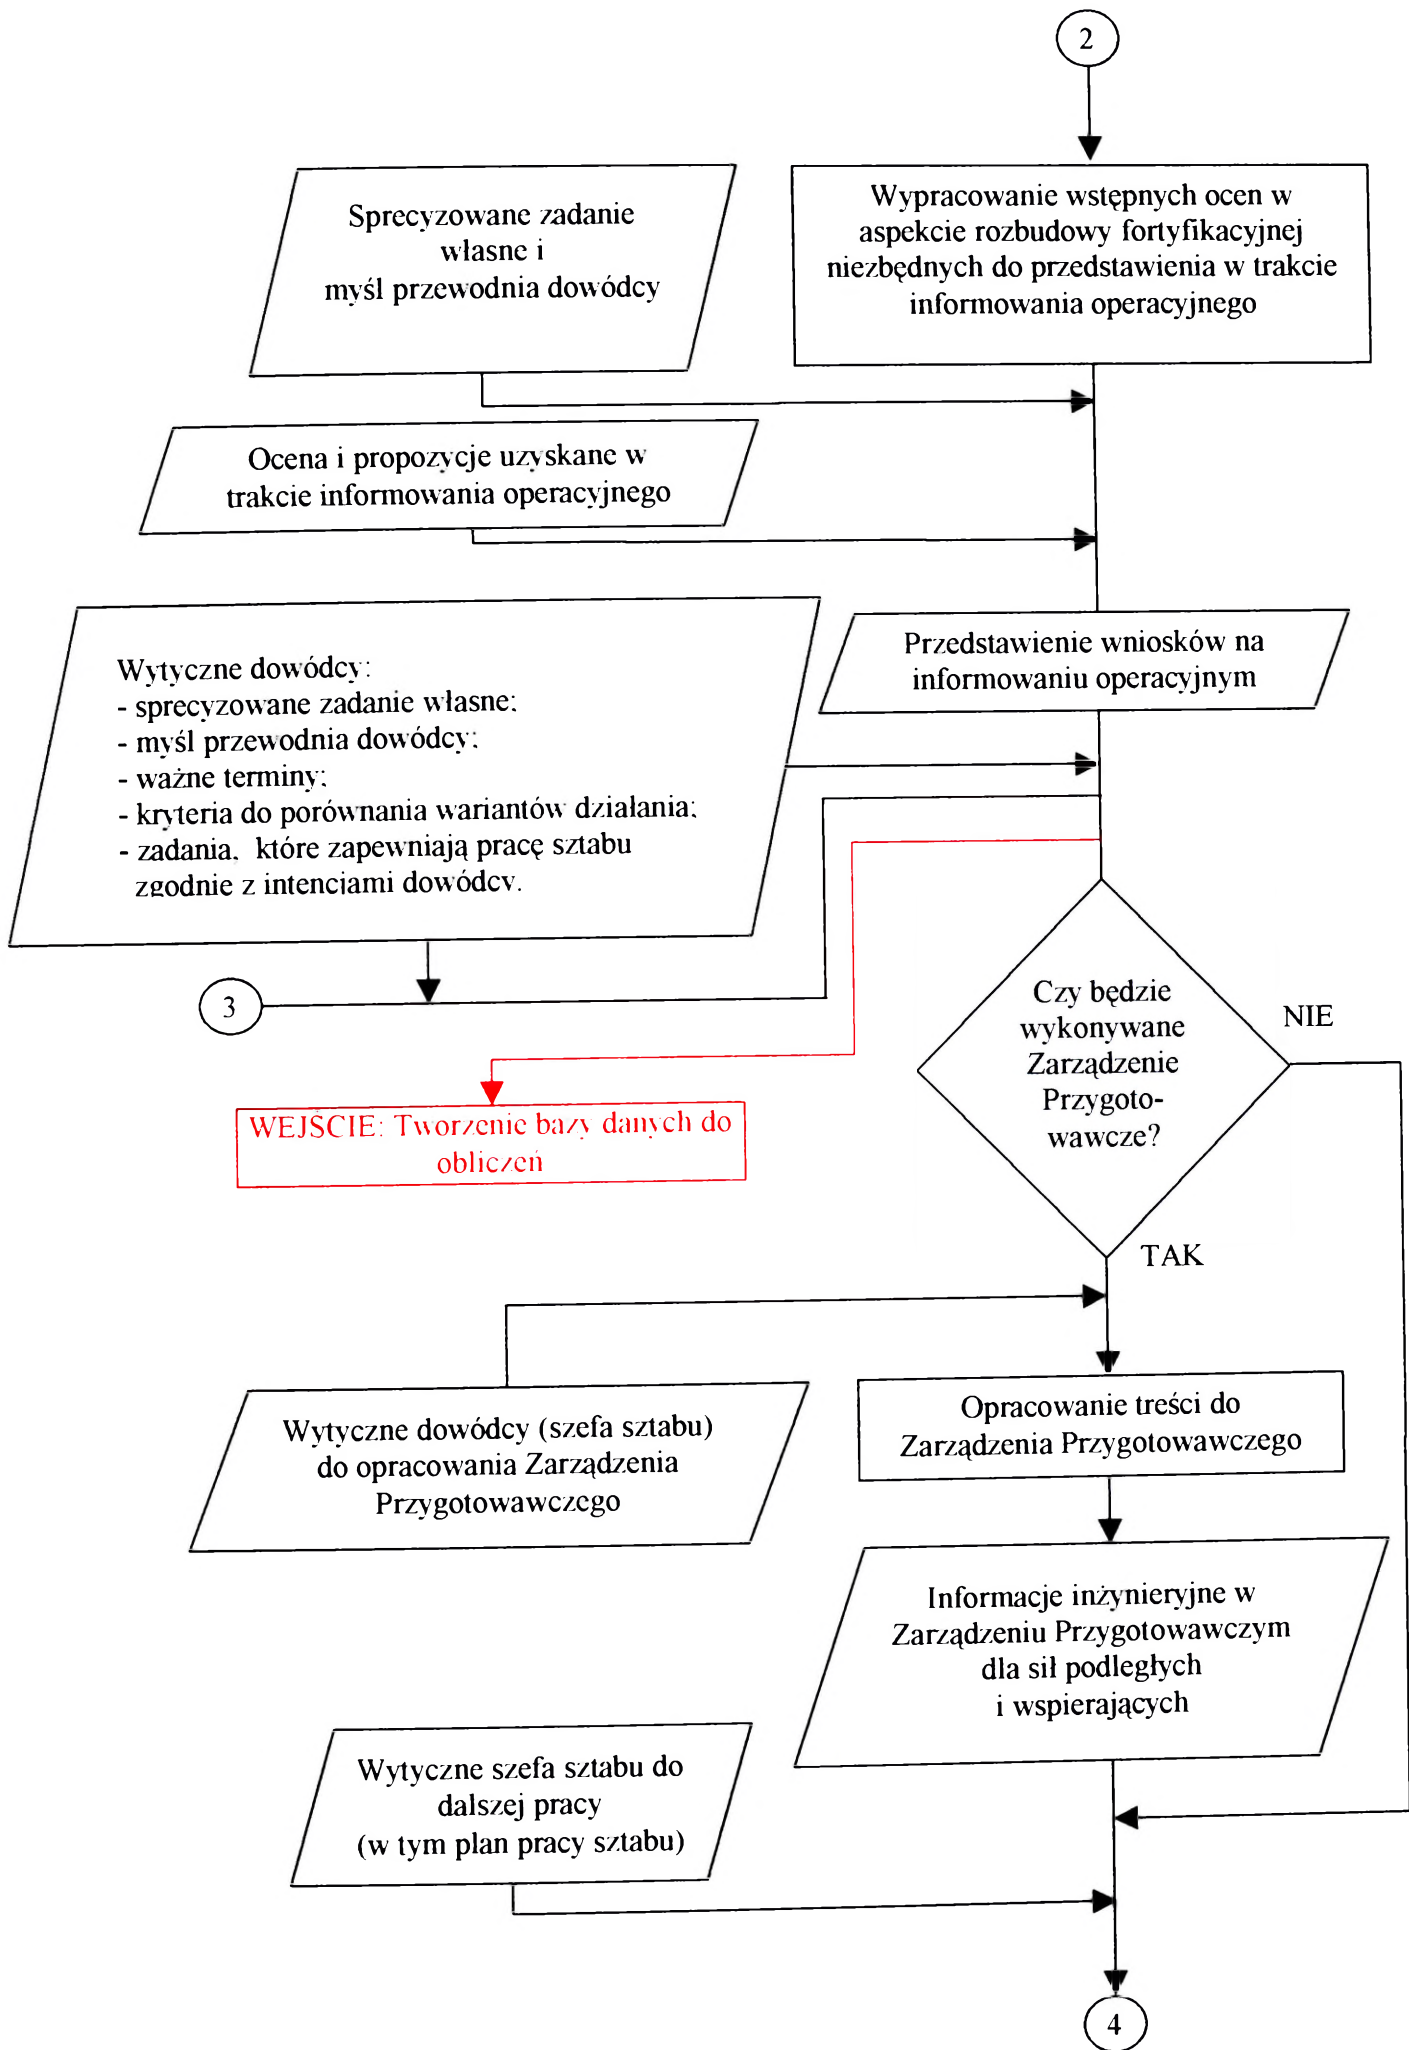 2
Wypracowanie wstępnych ocen w
aspekcie rozbudowy fortyfikacyjnej
niezbędnych do przedstawienia w trakcie
informowania operacyjnego
Sprecyzowane zadanie
własne i
myśl przewodnia dowódcy
Ocena i propozycje uzyskane w
trakcie informowania operacyjnego
Przedstawienie wniosków na
informowaniu operacyjnym
Wytyczne dowódcy:
- sprecyzowane zadanie własne;
- myśl przewodnia dowódcy;
- ważne terminy;
- kryteria do porównania wariantów działania;
- zadania, które zapewniają pracę sztabu
zgodnie z intencjami dowódcy.
3
Czy będzie
wykonywane
Zarządzenie
Przygoto-
wawcze?
NIE
WEJŚCIE: Tworzenie bazy danych do
obliczeń
TAK
Wytyczne dowódcy (szefa sztabu)
do opracowania Zarządzenia
Przygotowawczego
Opracowanie treści do
Zarządzenia Przygotowawczego
Informacje inżynieryjne w
Zarządzeniu Przygotowawczym
dla sił podległych
i wspierających
Wytyczne szefa sztabu do
dalszej pracy
(w tym plan pracy sztabu)
4